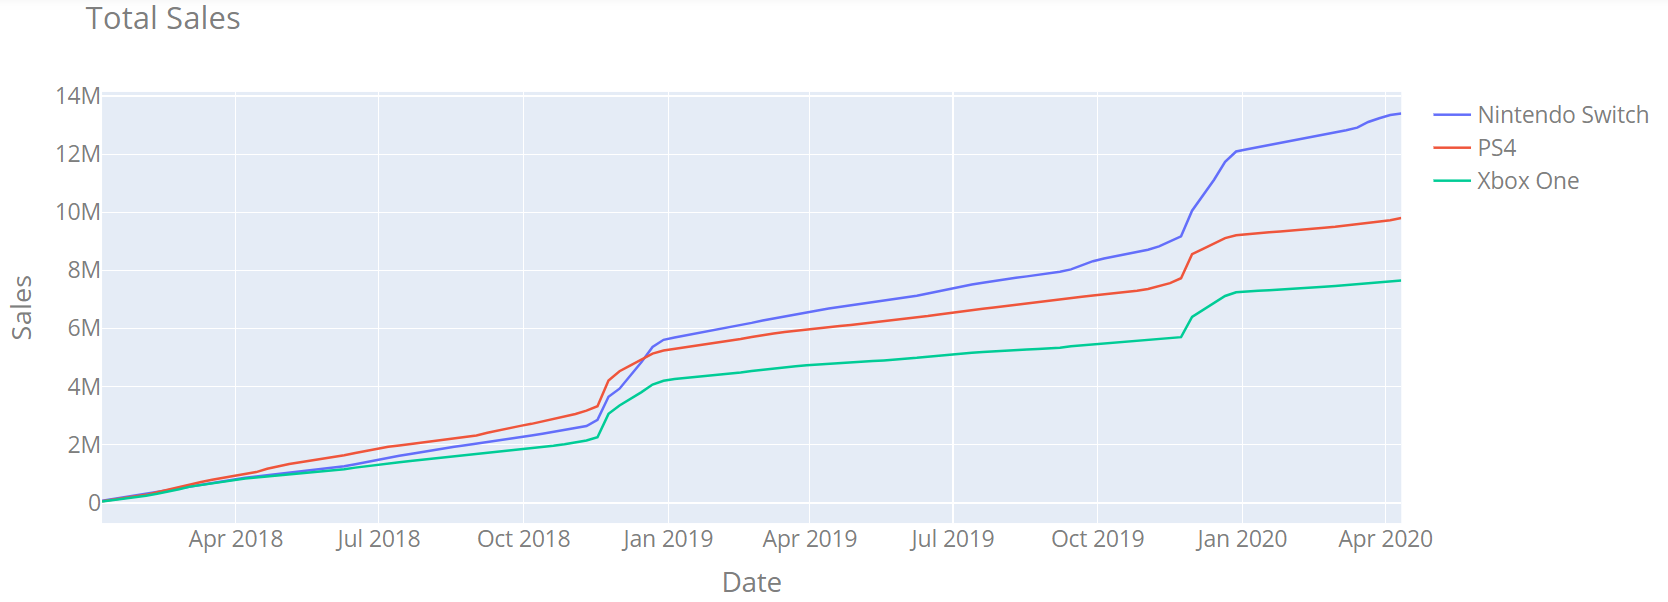 Total Sales
14M
12M
10M
8M
6M
4M
2M
0
Sales
Apr 2018 Jul 2018 Oct 2018 Jan 2019 Apr 2019 Jul 2019 Oct 2019 Jan 2020 Apr 2020
Date
Nintendo Switch
PS4
Xbox One